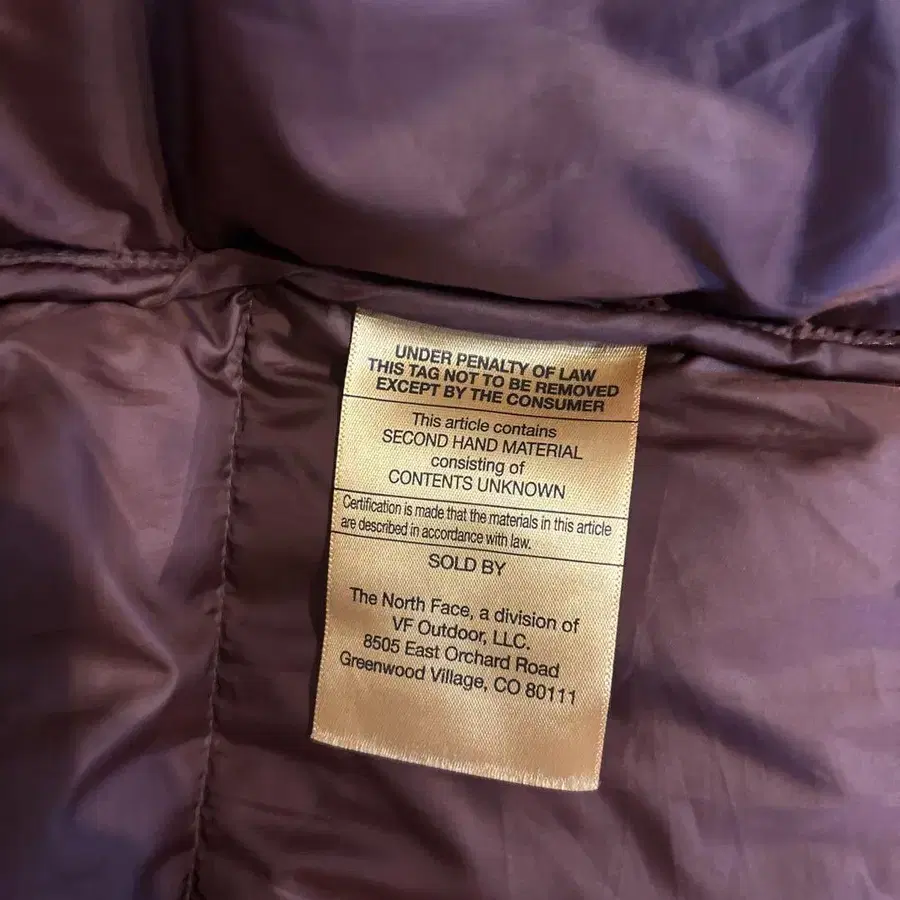 UNDER PENALTY OF LAW
THIS TAG NOT TO BE REMOVED
EXCEPT BY THE CONSUMER
This article contains
SECOND HAND MATERIAL
consisting of
CONTENTS UNKNOWN
Certification is made that the materials in this article
are described in accordance with law.
SOLD BY
The North Face, a division of
VF Outdoor, LLC.
8505 East Orchard Road
Greenwood Village, CO 80111